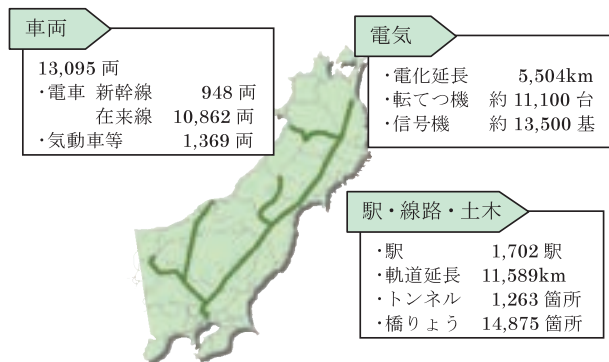 車両
13,095 両
・電車 新幹線 948 両
在来線 10,862 両
・気動車等 1,369 両
電気
・電化延長 5,504km
・転てつ機 約 11,100 台
・信号機 約 13,500 基
駅・線路・土木
・駅 1,702 駅
・軌道延長 11,589km
・トンネル 1,263 箇所
・橋りょう 14,875 箇所